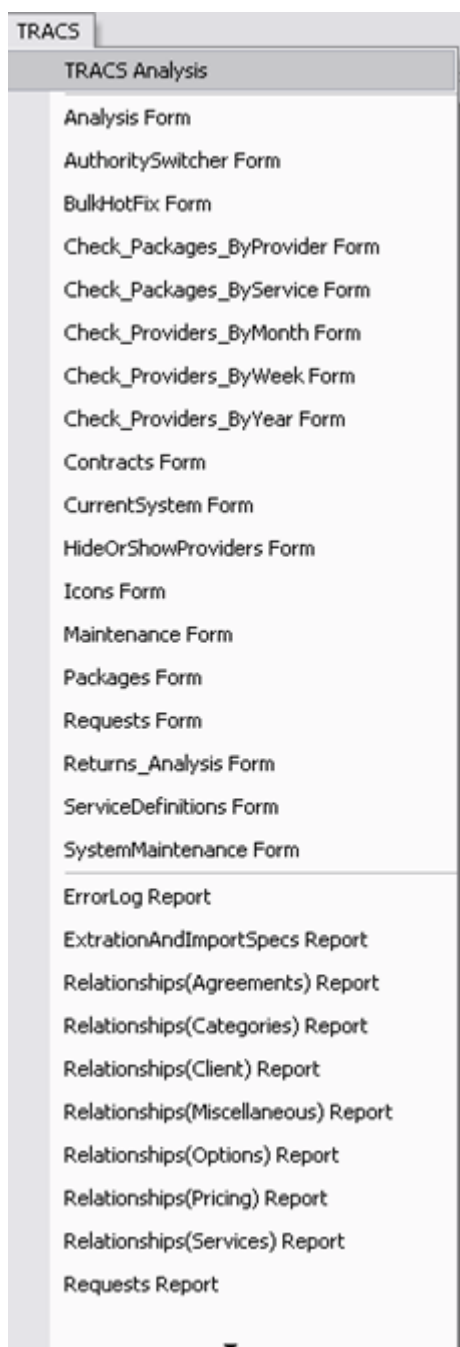 TRACS
TRACS Analysis
Analysis Form
AuthoritySwitcher Form
BulkHotFix Form
Check_Packages_ByProvider Form
Check_Packages_ByService Form
Check_Providers_ByMonth Form
Check_Providers_ByWeek Form
Check_Providers_ByYear Form
Contracts Form
CurrentSystem Form
HideOrShowProviders Form
Icons Form
Maintenance Form
Packages Form
Requests Form
Returns_Analysis Form
ServiceDefinitions Form
SystemMaintenance Form
ErrorLog Report
ExtrationAndImportSpecs Report
Relationships(Agreements) Report
Relationships(Categories) Report
Relationships(Client) Report
Relationships(Miscellaneous) Report
Relationships(Options) Report
Relationships(Pricing) Report
Relationships(Services) Report
Requests Report